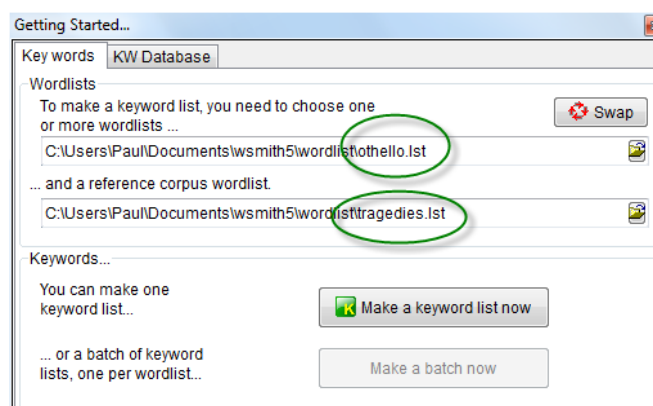 Getting Started...
Key words KW Database
Wordlists
To make a keyword list, you need to choose one
or more wordlists ...
Swap
C:\Users\Paul\Documents\wsmith5\wordlist\othello.lst
... and a reference corpus wordlist.
C:\Users\Paul\Documents\wsmith5\wordlist\tragedies.lst
Keywords...
You can make one
keyword list...
K Make a keyword list now
... or a batch of keyword
lists, one per wordlist...
Make a batch now